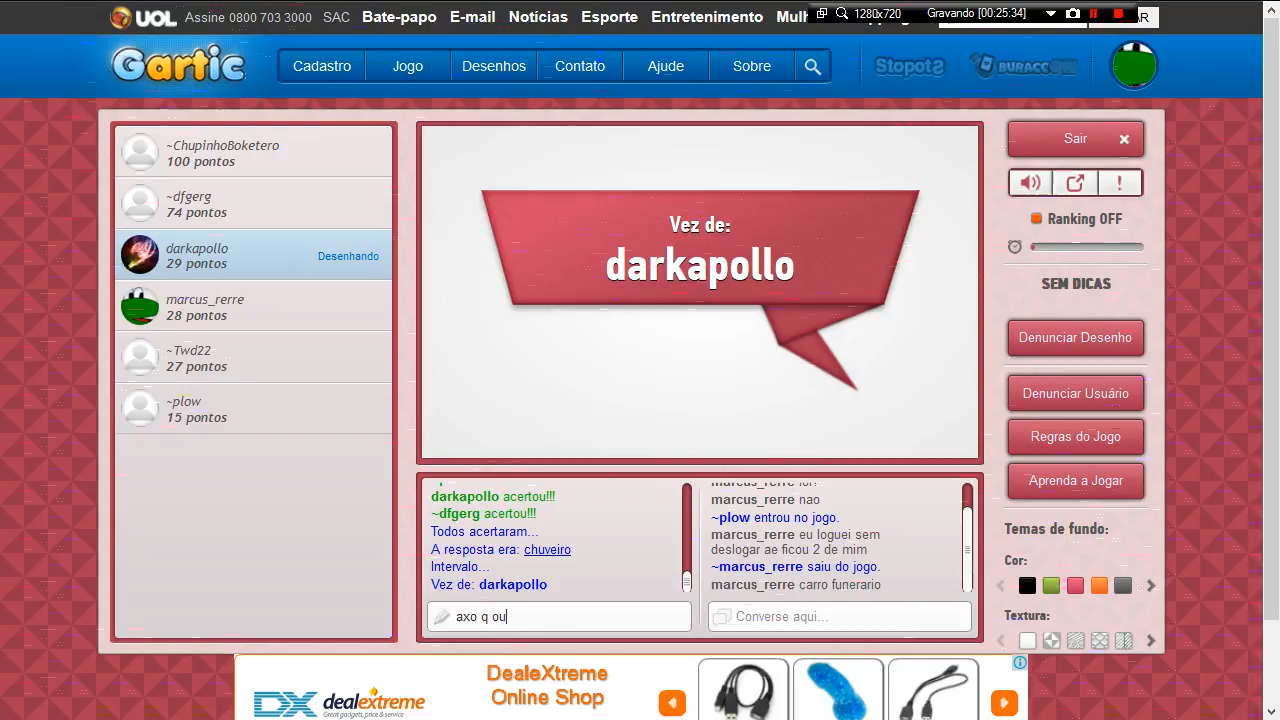 UOL Assine 0800 703 3000 SAC Bate-papo E-mail Notícias Esporte Entretenimento
1280x720 Gravando [00:25:34]
Gartic Cadastro Jogo Desenhos Contato Ajuda Sobre StopotS
~ChupinhoBoketero
100 pontos
~dfgerg
74 pontos
darkapollo
29 pontos
Desenhando
marcus_rerre
28 pontos
~Twd22
27 pontos
~plow
15 pontos
Vez de:
darkapollo
darkapollo acertou!!!
~dfgerg acertou!!!
Todos acertaram...
A resposta era: chuveiro
Intervalo...
Vez de: darkapollo
axo q ou
marcus_rerre nao
~plow entrou no jogo.
marcus_rerre eu loguei sem
deslogar ae ficou 2 de mim
~marcus_rerre saiu do jogo.
marcus_rerre carro funerario
Converse aqui...
Sair
Ranking OFF
SEM DICAS
Denunciar Desenho
Denunciar Usuário
Regras do Jogo
Aprenda a Jogar
Temas de fundo:
Cor:
Textura:
DX dealextreme
Great gadgets, price & service
DealeXtreme
Online Shop